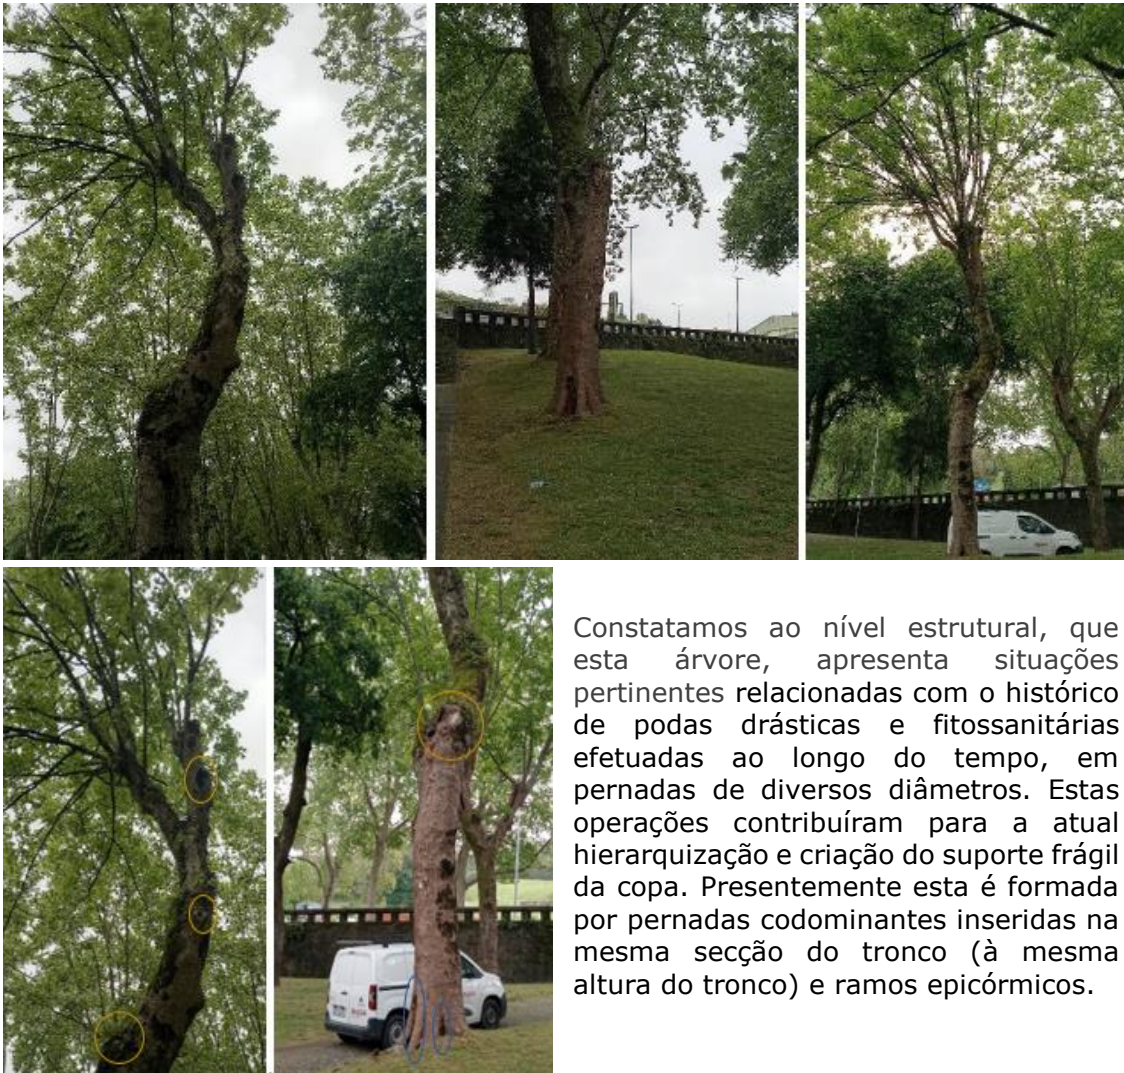 Constatamos ao nível estrutural, que
esta árvore, apresenta situações
pertinentes relacionadas com o histórico
de podas drásticas e fitossanitárias
efetuadas ao longo do tempo, em
pernadas de diversos diâmetros. Estas
operações contribuíram para a atual
hierarquização e criação do suporte frágil
da copa. Presentemente esta é formada
por pernadas codominantes inseridas na
mesma secção do tronco (à mesma
altura do tronco) e ramos epicórmicos.